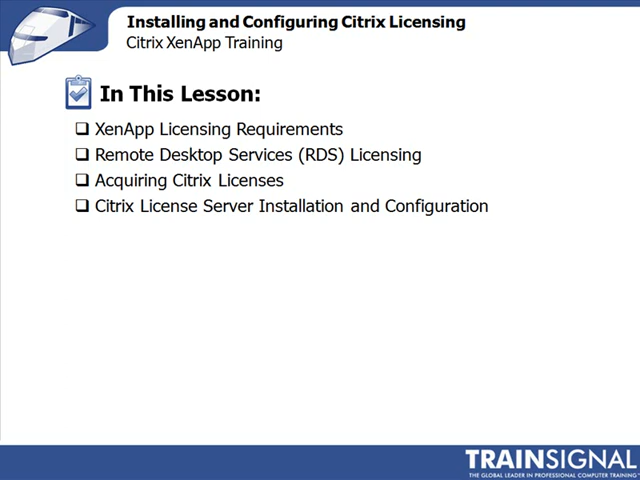 Installing and Configuring Citrix Licensing
Citrix XenApp Training
In This Lesson:
XenApp Licensing Requirements
Remote Desktop Services (RDS) Licensing
Acquiring Citrix Licenses
Citrix License Server Installation and Configuration
TRAINSIGNAL
THE GLOBAL LEADER IN PROFESSIONAL COMPUTER TRAINING